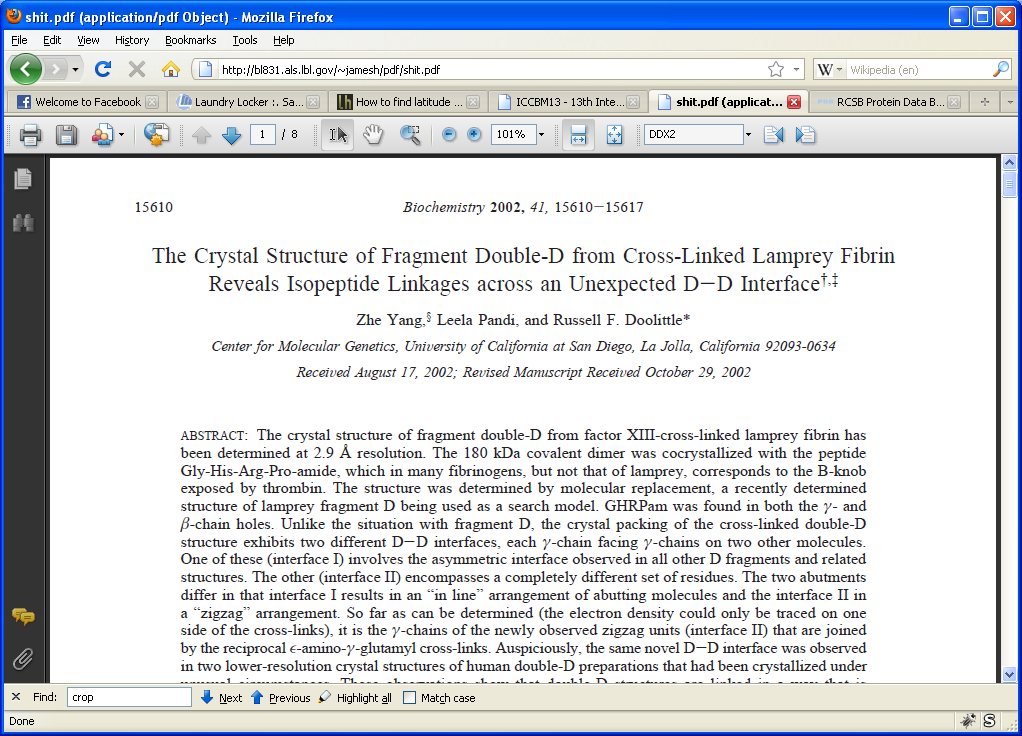 shit.pdf (application/pdf Object) - Mozilla Firefox
File Edit View History Bookmarks Tools Help
http://bl831.als.lbl.gov/~jamesh/pdf/shit.pdf W Wikipedia (en)
Welcome to Facebook Laundry Locker :. Sa... How to find latitude ... ICCBM13 - 13th Inte... shit.pdf (applicat... RCSB Protein Data B...
1 / 8 101% DDX2
15610 Biochemistry 2002, 41, 15610−15617
The Crystal Structure of Fragment Double-D from Cross-Linked Lamprey Fibrin
Reveals Isopeptide Linkages across an Unexpected D−D Interface†,‡
Zhe Yang,§ Leela Pandi, and Russell F. Doolittle*
Center for Molecular Genetics, University of California at San Diego, La Jolla, California 92093-0634
Received August 17, 2002; Revised Manuscript Received October 29, 2002
ABSTRACT: The crystal structure of fragment double-D from factor XIII-cross-linked lamprey fibrin has
been determined at 2.9 Å resolution. The 180 kDa covalent dimer was cocrystallized with the peptide
Gly-His-Arg-Pro-amide, which in many fibrinogens, but not that of lamprey, corresponds to the B-knob
exposed by thrombin. The structure was determined by molecular replacement, a recently determined
structure of lamprey fragment D being used as a search model. GHRPam was found in both the γ- and
β-chain holes. Unlike the situation with fragment D, the crystal packing of the cross-linked double-D
structure exhibits two different D−D interfaces, each γ-chain facing γ-chains on two other molecules.
One of these (interface I) involves the asymmetric interface observed in all other D fragments and related
structures. The other (interface II) encompasses a completely different set of residues. The two abutments
differ in that interface I results in an “in line” arrangement of abutting molecules and the interface II in
a “zigzag” arrangement. So far as can be determined (the electron density could only be traced on one
side of the cross-links), it is the γ-chains of the newly observed zigzag units (interface II) that are joined
by the reciprocal ϵ-amino-γ-glutamyl cross-links. Auspiciously, the same novel D−D interface was observed
in two lower-resolution crystal structures of human double-D preparations that had been crystallized under
Find: crop Next Previous Highlight all Match case
Done S